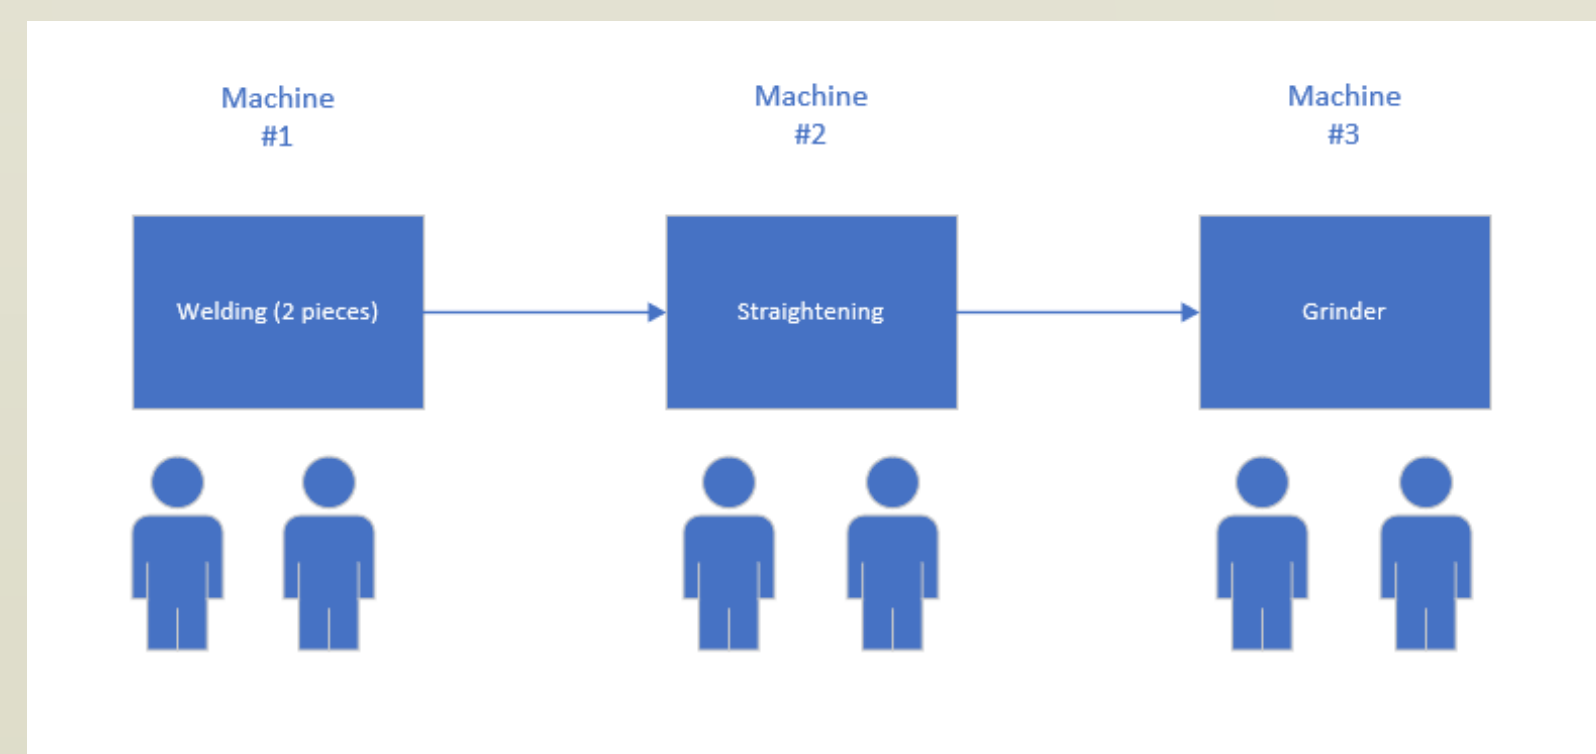 Machine
#1
Machine
#2
Machine
#3
Welding (2 pieces)
Straightening
Grinder